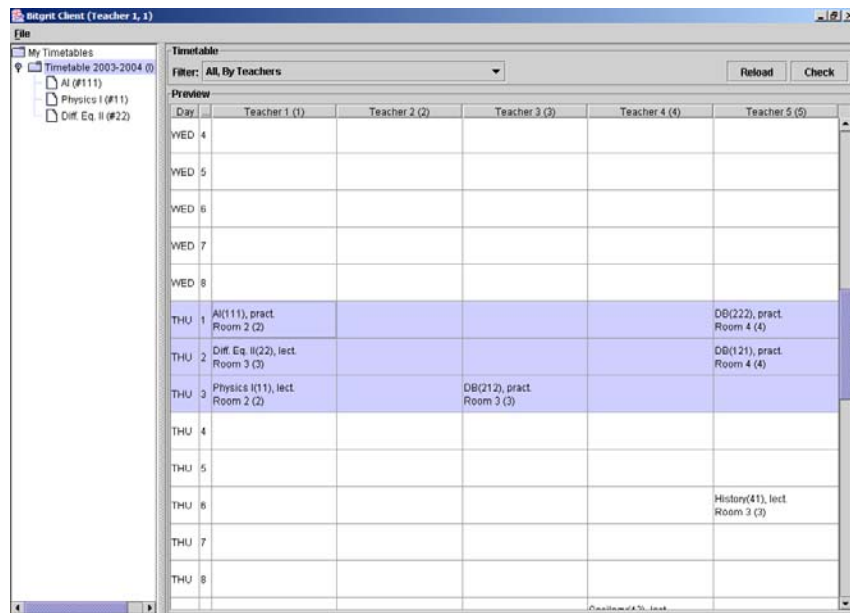 Bitgrit Client (Teacher 1, 1)
File
My Timetables
Timetable 2003-2004 (I)
AI (#111)
Physics I (#11)
Diff. Eq. II (#22)
Timetable
Filter: All, By Teachers
Reload Check
Preview
Day ... Teacher 1 (1) Teacher 2 (2) Teacher 3 (3) Teacher 4 (4) Teacher 5 (5)
WED 4
WED 5
WED 6
WED 7
WED 8
THU 1 AI(111), pract. Room 2 (2) DB(222), pract. Room 4 (4)
THU 2 Diff. Eq. II(22), lect. Room 3 (3) DB(121), pract. Room 4 (4)
THU 3 Physics I(11), lect. Room 2 (2) DB(212), pract. Room 3 (3)
THU 4
THU 5
THU 6 History(41), lect. Room 3 (3)
THU 7
THU 8